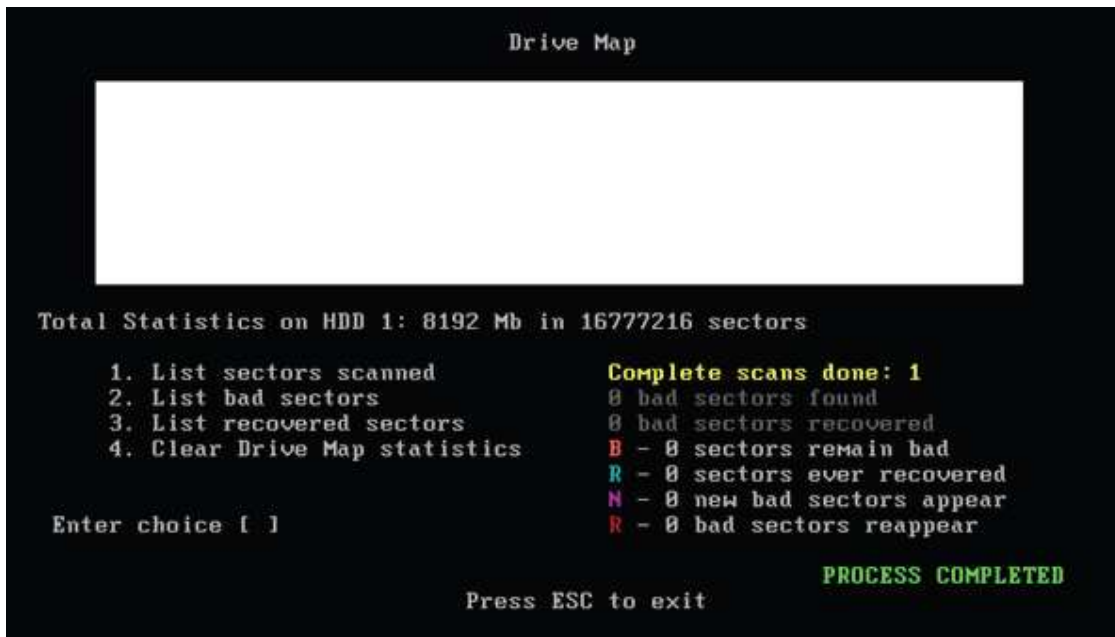 Drive Map
Total Statistics on HDD 1: 8192 Mb in 16777216 sectors
1. List sectors scanned
2. List bad sectors
3. List recovered sectors
4. Clear Drive Map statistics
Enter choice [ ]
Complete scans done: 1
0 bad sectors found
0 bad sectors recovered
B - 0 sectors remain bad
R - 0 sectors ever recovered
N - 0 new bad sectors appear
R - 0 bad sectors reappear
PROCESS COMPLETED
Press ESC to exit